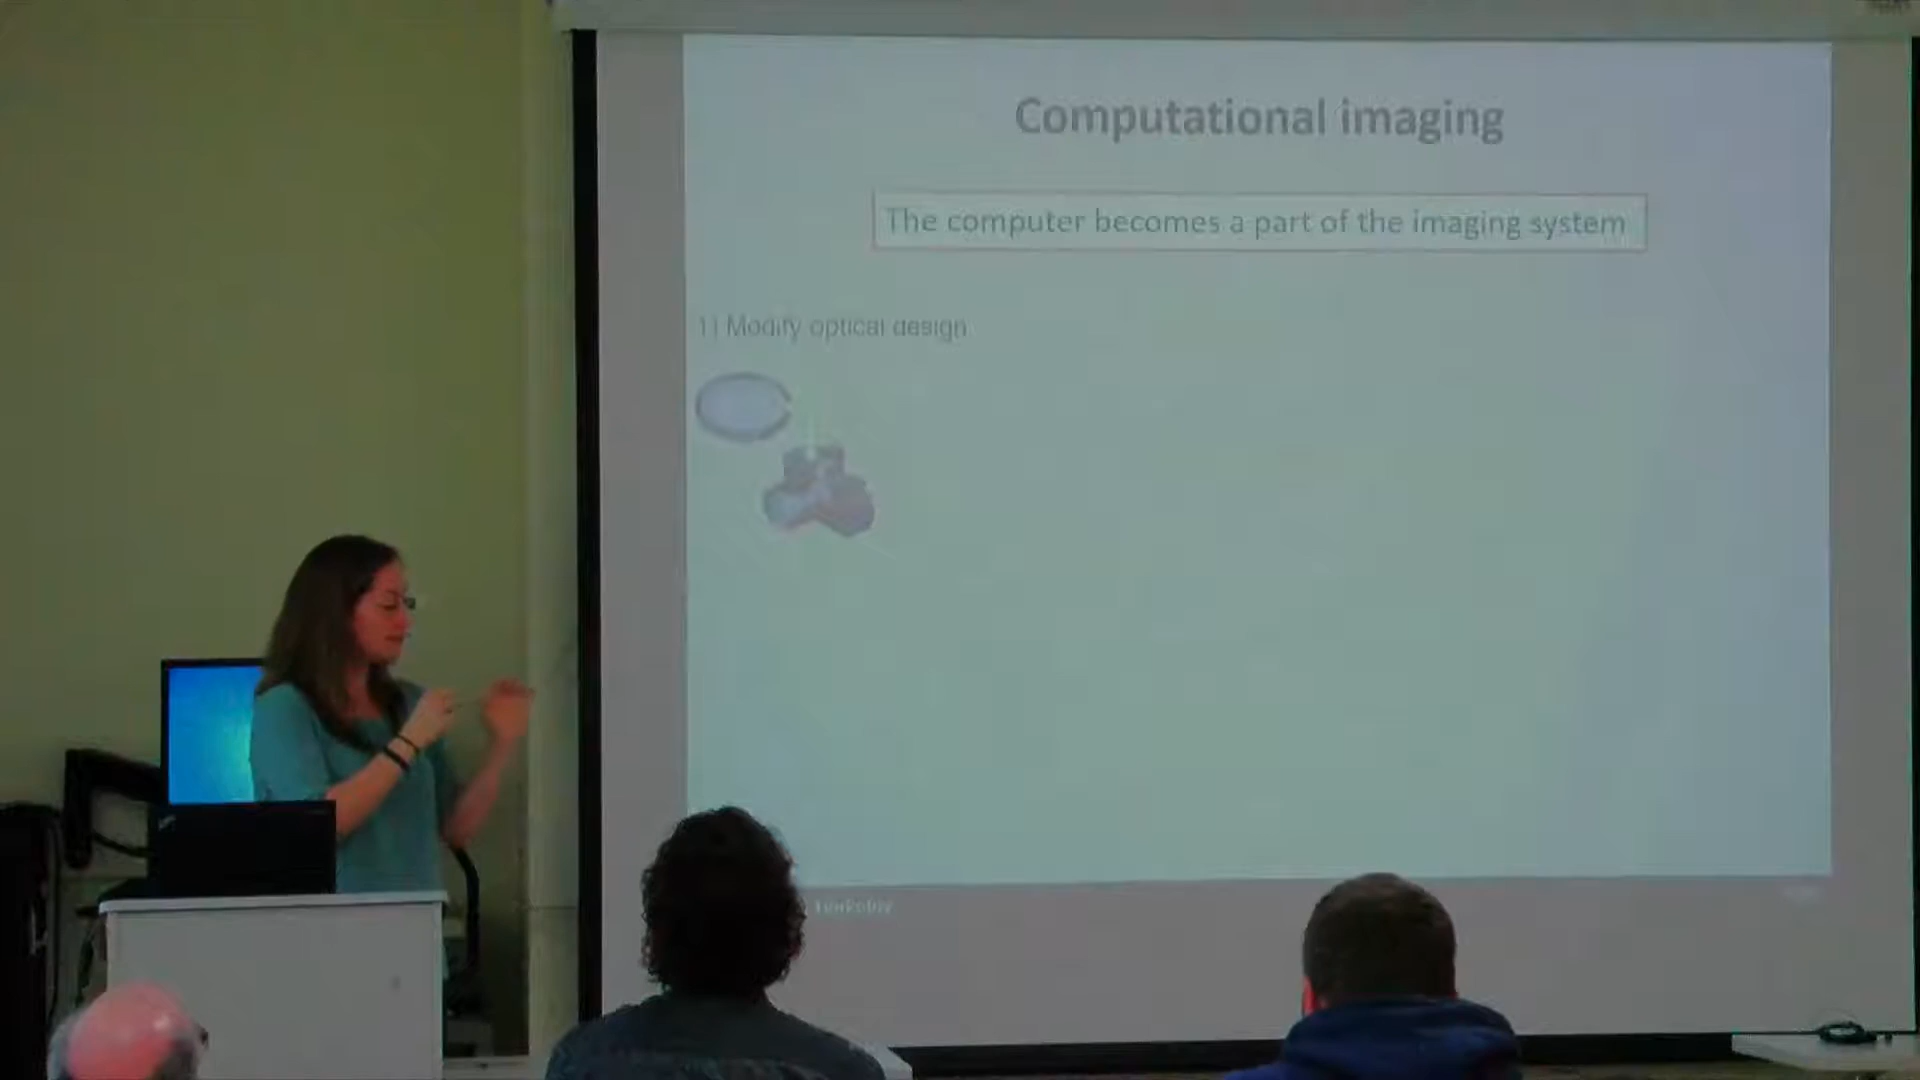 Computational imaging
The computer becomes a part of the imaging system
1) Modify optical design